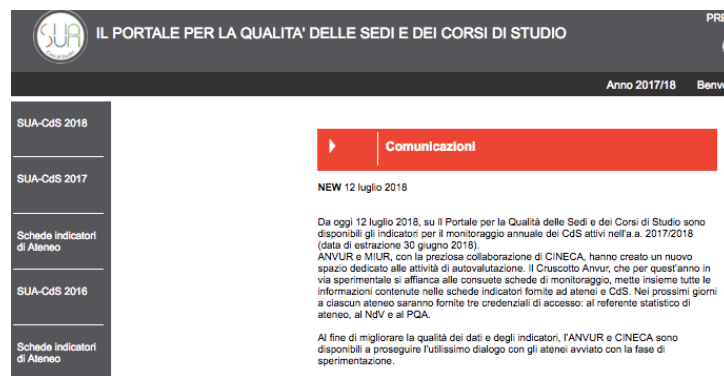 SUA
IL PORTALE PER LA QUALITA' DELLE SEDI E DEI CORSI DI STUDIO
Anno 2017/18
SUA-CdS 2018
SUA-CdS 2017
Schede indicatori
di Ateneo
SUA-CdS 2016
Schede indicatori
di Ateneo
Comunicazioni
NEW 12 luglio 2018
Da oggi 12 luglio 2018, su Il Portale per la Qualità delle Sedi e dei Corsi di Studio sono
disponibili gli indicatori per il monitoraggio annuale dei CdS attivi nell'a.a. 2017/2018
(data di estrazione 30 giugno 2018).
ANVUR e MIUR, con la preziosa collaborazione di CINECA, hanno creato un nuovo
spazio dedicato alle attività di autovalutazione. Il Cruscotto Anvur, che per quest'anno in
via sperimentale si affianca alle consuete schede di monitoraggio, mette insieme tutte le
informazioni contenute nelle schede indicatori fornite ad atenei e CdS. Nei prossimi giorni
a ciascun ateneo saranno fornite tre credenziali di accesso: al referente statistico di
ateneo, al NdV e al PQA.
Al fine di migliorare la qualità dei dati e degli indicatori, l'ANVUR e CINECA sono
disponibili a proseguire l'utilissimo dialogo con gli atenei avviato con la fase di
sperimentazione.